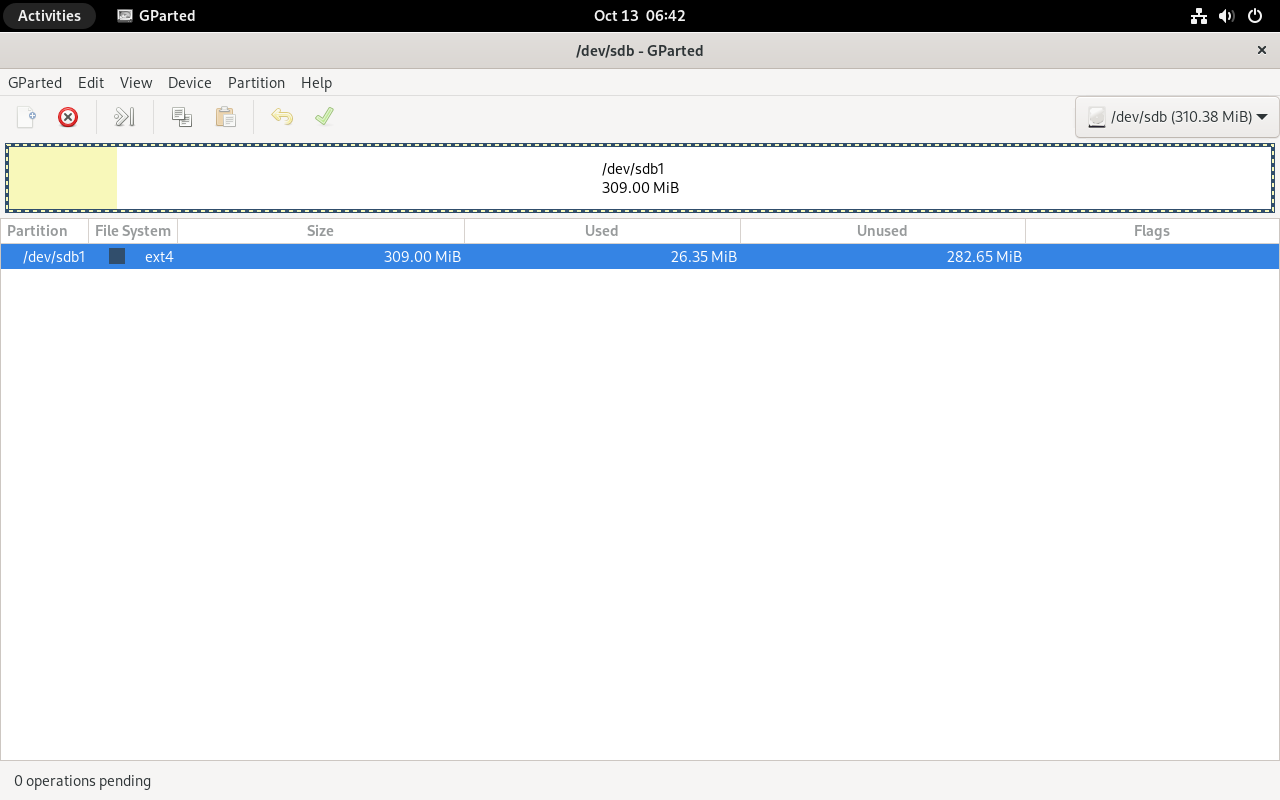 Activities GParted Oct 13 06:42
/dev/sdb - GParted
GParted Edit View Device Partition Help
/dev/sdb (310.38 MiB)
/dev/sdb1
309.00 MiB
Partition File System Size Used Unused Flags
/dev/sdb1 ext4 309.00 MiB 26.35 MiB 282.65 MiB
0 operations pending